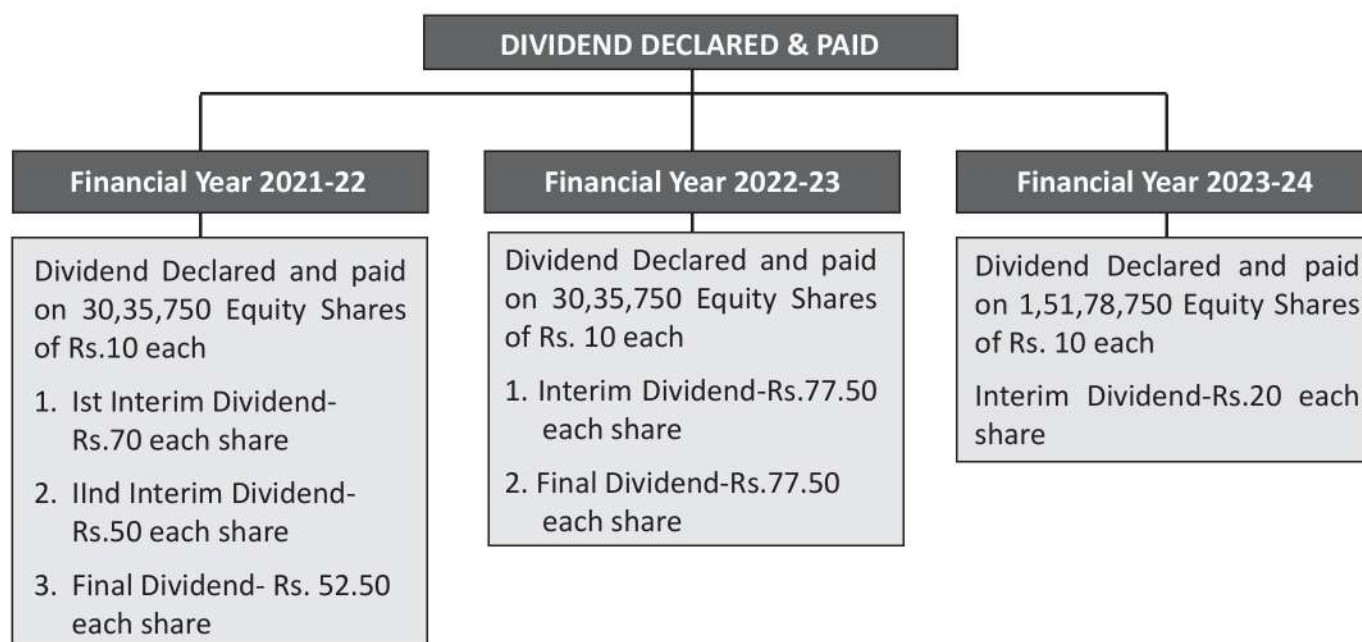 DIVIDEND DECLARED & PAID
Financial Year 2021-22
Dividend Declared and paid
on 30,35,750 Equity Shares
of Rs.10 each
1. Ist Interim Dividend-
Rs.70 each share
2. IInd Interim Dividend-
Rs.50 each share
3. Final Dividend- Rs. 52.50
each share
Financial Year 2022-23
Dividend Declared and paid
on 30,35,750 Equity Shares
of Rs. 10 each
1. Interim Dividend-Rs.77.50
each share
2. Final Dividend-Rs.77.50
each share
Financial Year 2023-24
Dividend Declared and paid
on 1,51,78,750 Equity Shares
of Rs. 10 each
Interim Dividend-Rs.20 each
share